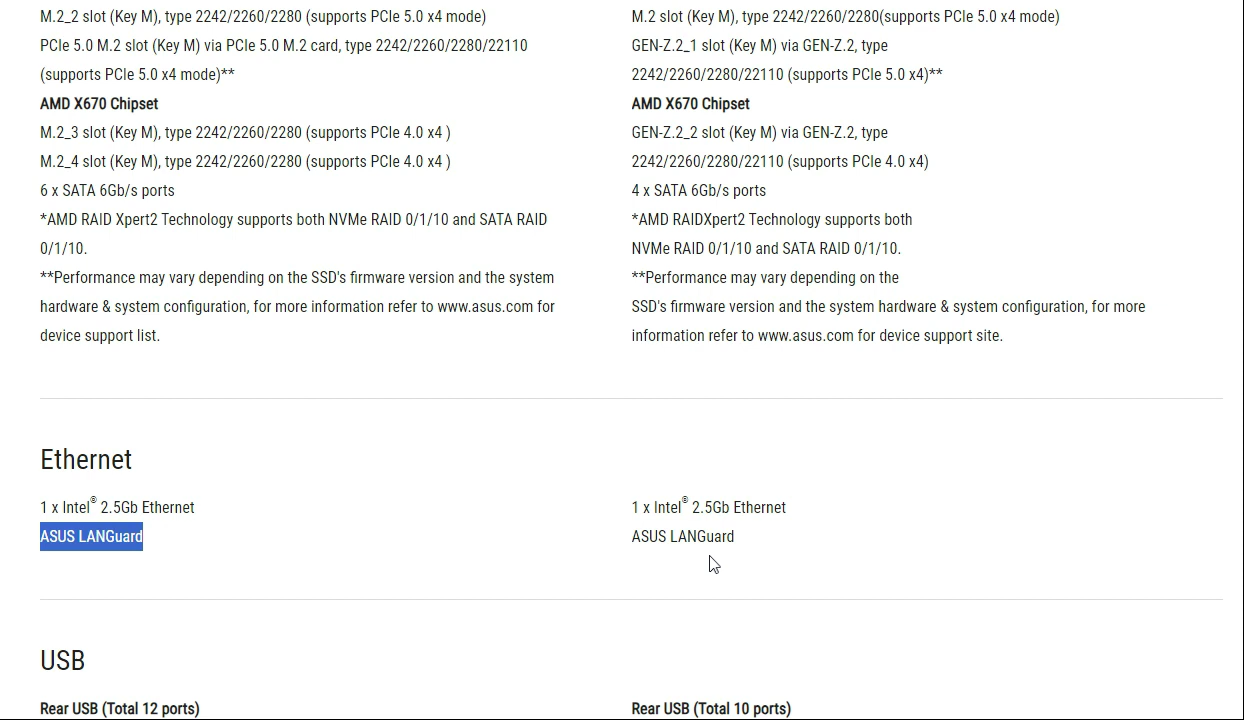 M.2_2 slot (Key M), type 2242/2260/2280 (supports PCIe 5.0 x4 mode)
PCIe 5.0 M.2 slot (Key M) via PCIe 5.0 M.2 card, type 2242/2260/2280/22110
(supports PCIe 5.0 x4 mode)**
AMD X670 Chipset
M.2_3 slot (Key M), type 2242/2260/2280 (supports PCIe 4.0 x4 )
M.2_4 slot (Key M), type 2242/2260/2280 (supports PCIe 4.0 x4 )
6 x SATA 6Gb/s ports
*AMD RAID Xpert2 Technology supports both NVMe RAID 0/1/10 and SATA RAID
0/1/10.
**Performance may vary depending on the SSD's firmware version and the system
hardware & system configuration, for more information refer to www.asus.com for
device support list.
M.2 slot (Key M), type 2242/2260/2280(supports PCIe 5.0 x4 mode)
GEN-Z.2_1 slot (Key M) via GEN-Z.2, type
2242/2260/2280/22110 (supports PCIe 5.0 x4)**
AMD X670 Chipset
GEN-Z.2_2 slot (Key M) via GEN-Z.2, type
2242/2260/2280/22110 (supports PCIe 4.0 x4)
4 x SATA 6Gb/s ports
*AMD RAIDXpert2 Technology supports both
NVMe RAID 0/1/10 and SATA RAID 0/1/10.
**Performance may vary depending on the
SSD's firmware version and the system hardware & system configuration, for more
information refer to www.asus.com for device support site.
Ethernet
1 x Intel® 2.5Gb Ethernet
ASUS LANGuard
1 x Intel® 2.5Gb Ethernet
ASUS LANGuard
USB
Rear USB (Total 12 ports)
Rear USB (Total 10 ports)